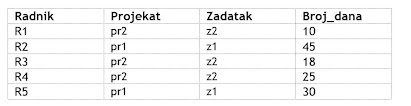 Radnik Projekat Zadatak Broj_dana
R1 pr2 z2 10
R2 pr1 z1 45
R3 pr2 z2 18
R4 pr2 z2 25
R5 pr1 z1 30